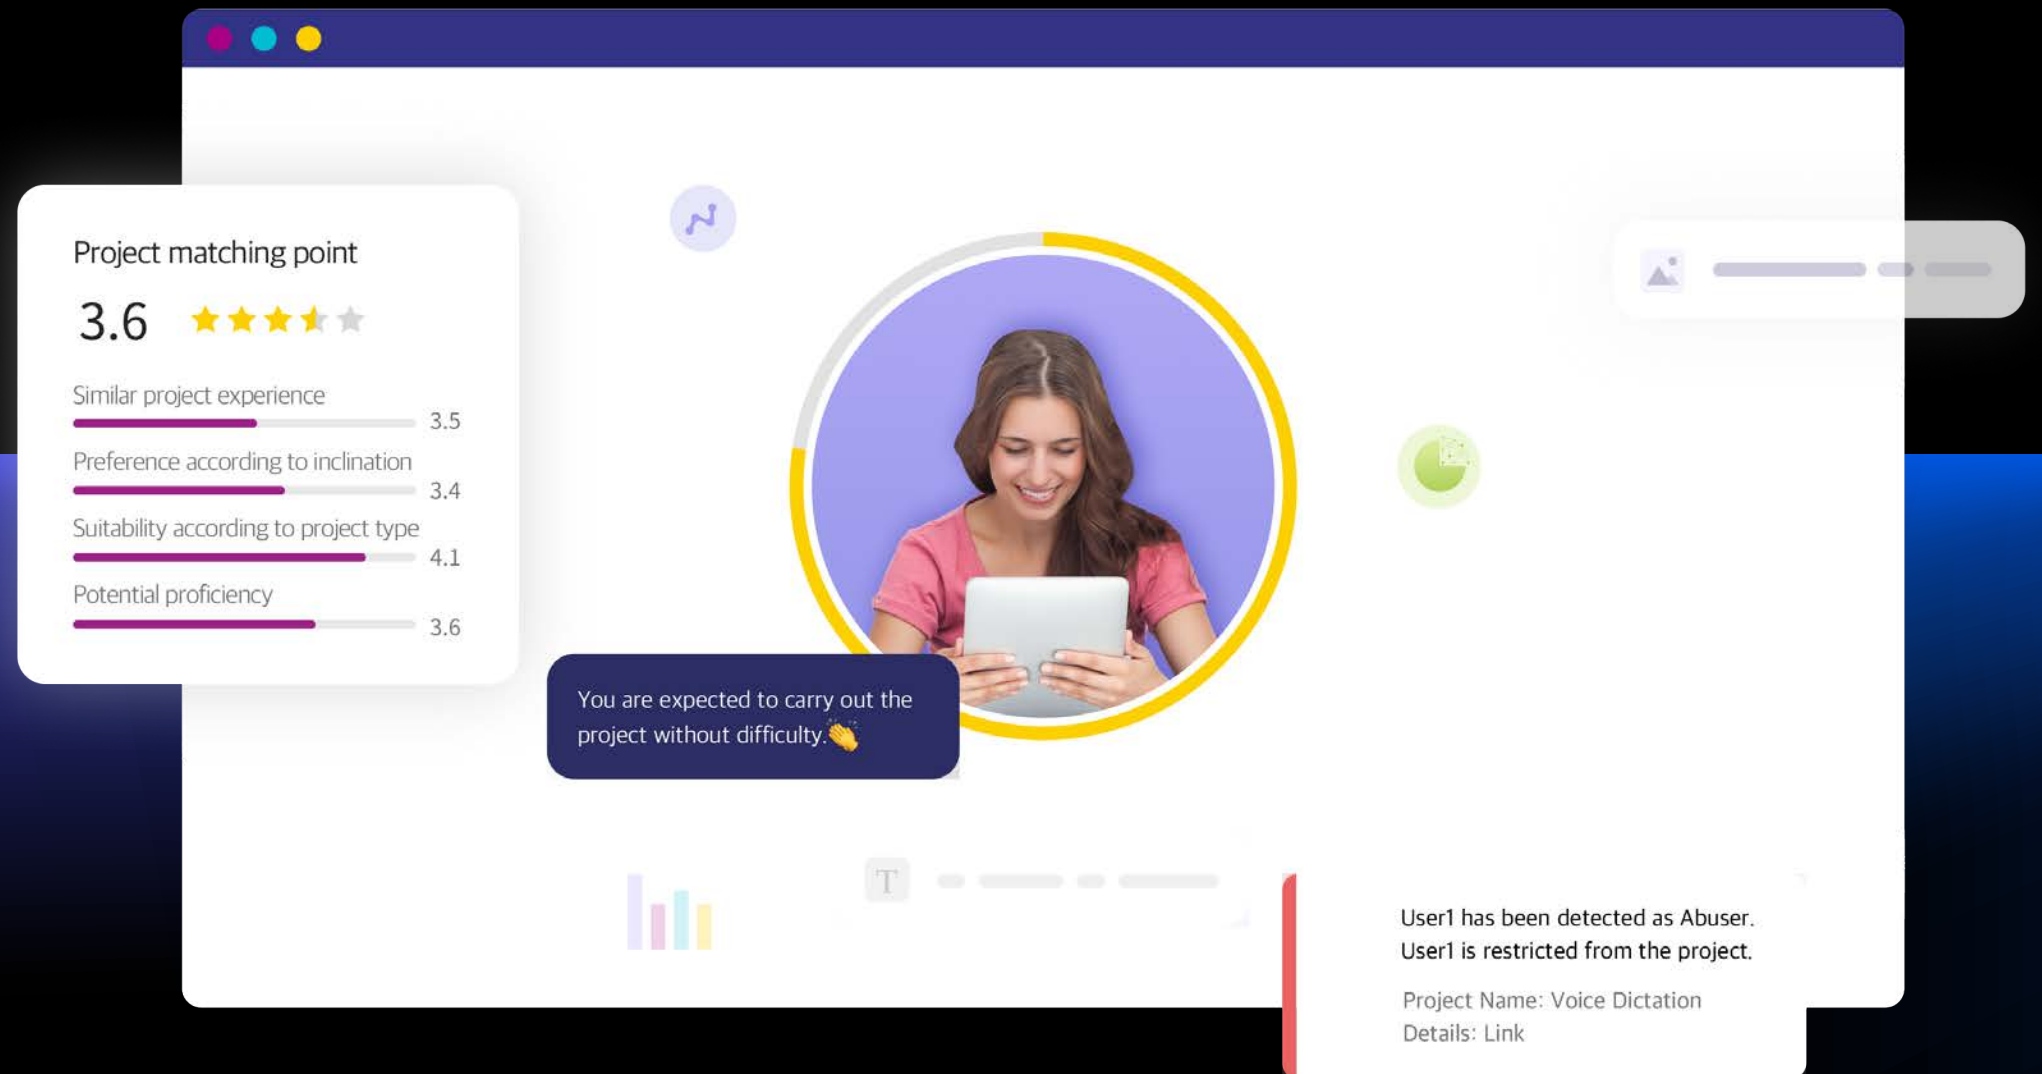 Project matching point
3.6
Similar project experience
3.5
Preference according to inclination
3.4
Suitability according to project type
4.1
Potential proficiency
3.6
You are expected to carry out the
project without difficulty.👏
T
User1 has been detected as Abuser.
User1 is restricted from the project.
Project Name: Voice Dictation
Details: Link